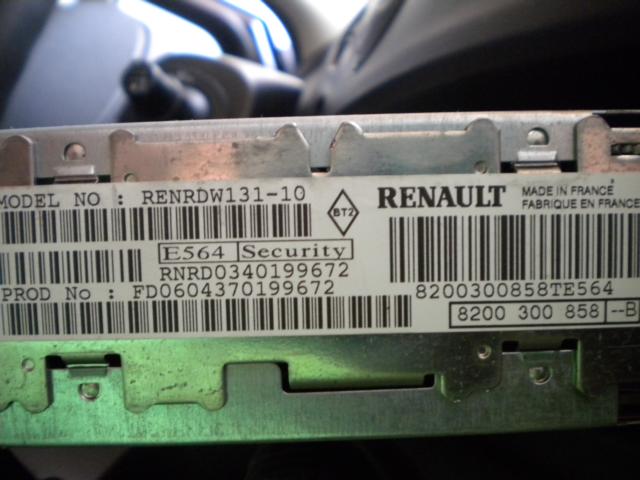 MODEL NO : RENRDW131-10
BT2
RENAULT
MADE IN FRANCE
FABRIQUE EN FRANCE
E564 Security
RNRD0340199672
PROD No : FD0604370199672
8200300858TE564
8200 300 858 --B